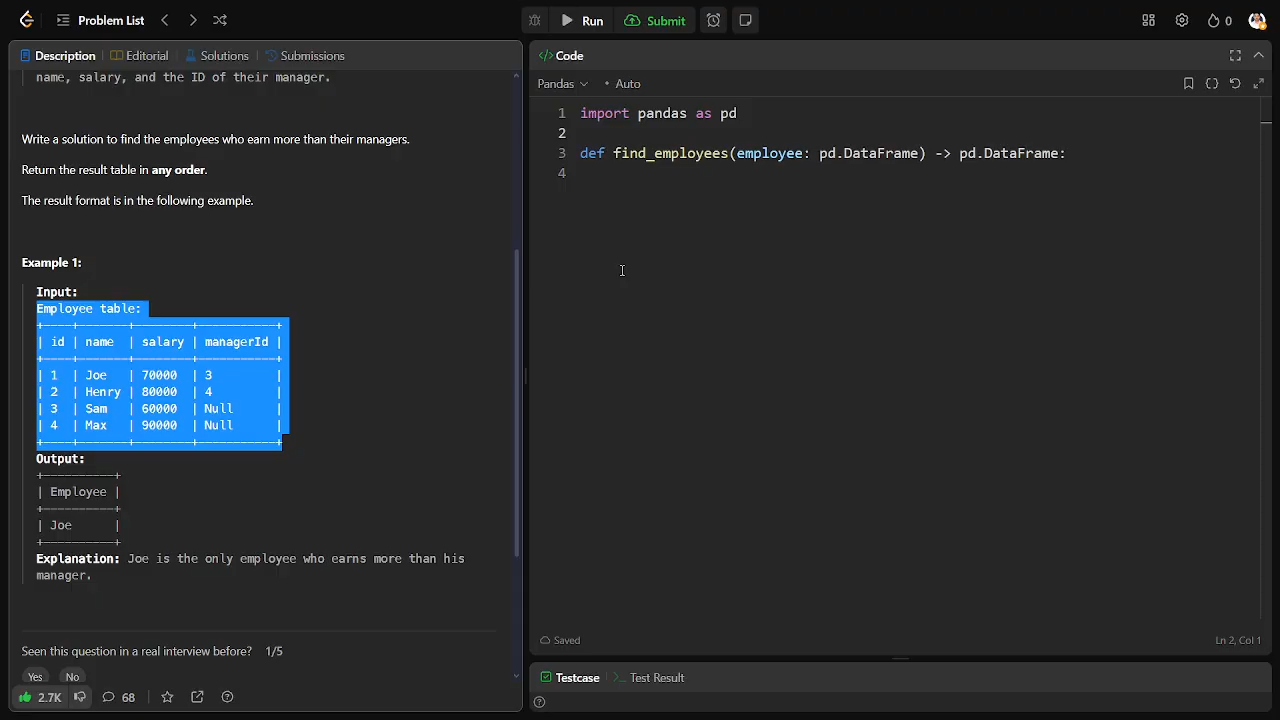 Problem List
Run
Submit
0
Description
Editorial
Solutions
Submissions
name, salary, and the ID of their manager.
Write a solution to find the employees who earn more than their managers.
Return the result table in any order.
The result format is in the following example.
Example 1:
Input:
Employee table:
+----+-------+--------+-----------+
| id | name  | salary | managerId |
+----+-------+--------+-----------+
| 1  | Joe   | 70000  | 3         |
| 2  | Henry | 80000  | 4         |
| 3  | Sam   | 60000  | Null      |
| 4  | Max   | 90000  | Null      |
+----+-------+--------+-----------+
Output:
+----------+
| Employee |
+----------+
| Joe      |
+----------+
Explanation: Joe is the only employee who earns more than his
manager.
Seen this question in a real interview before? 1/5
Yes No
2.7K 68
</> Code
Pandas • Auto
1 import pandas as pd
2
3 def find_employees(employee: pd.DataFrame) -> pd.DataFrame:
4
Saved
Ln 2, Col 1
Testcase
>_ Test Result